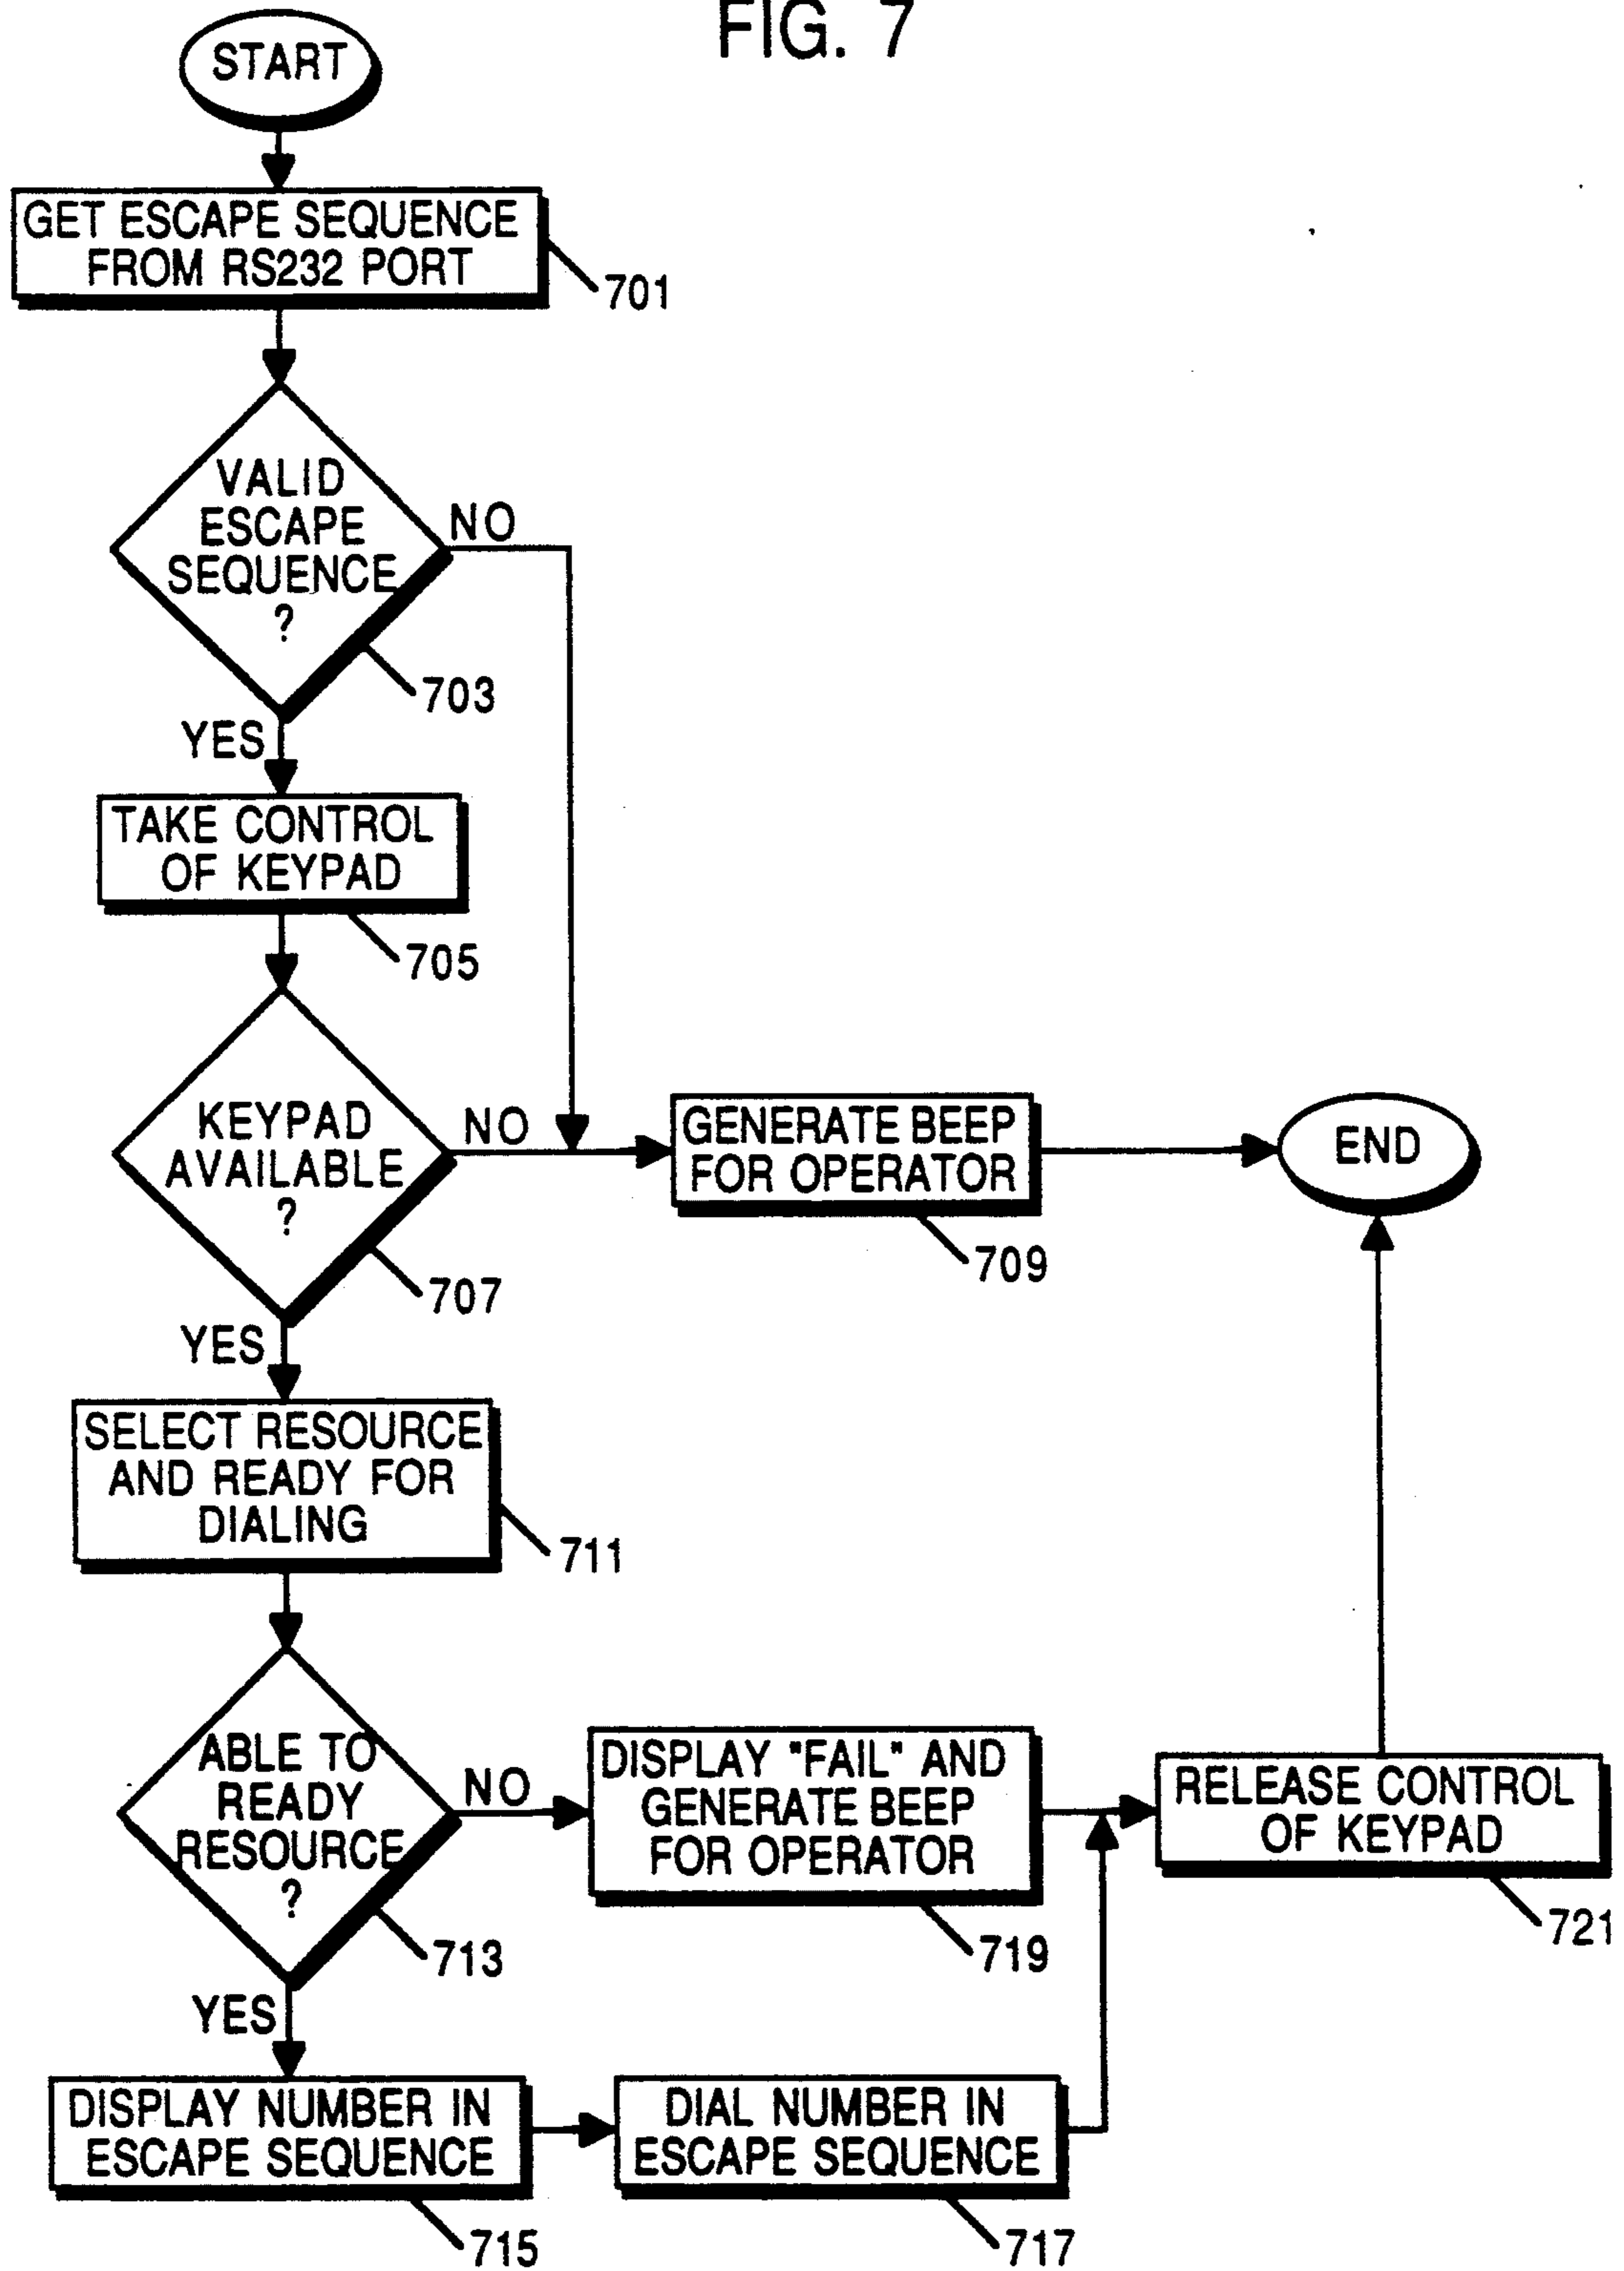 FIG. 7
START
GET ESCAPE SEQUENCE
FROM RS232 PORT
701
VALID
ESCAPE
SEQUENCE
?
NO
703
YES
TAKE CONTROL
OF KEYPAD
705
KEYPAD
AVAILABLE
?
NO
707
GENERATE BEEP
FOR OPERATOR
709
END
YES
SELECT RESOURCE
AND READY FOR
DIALING
711
ABLE TO
READY
RESOURCE
?
NO
713
DISPLAY "FAIL" AND
GENERATE BEEP
FOR OPERATOR
719
RELEASE CONTROL
OF KEYPAD
721
YES
DISPLAY NUMBER IN
ESCAPE SEQUENCE
715
DIAL NUMBER IN
ESCAPE SEQUENCE
717